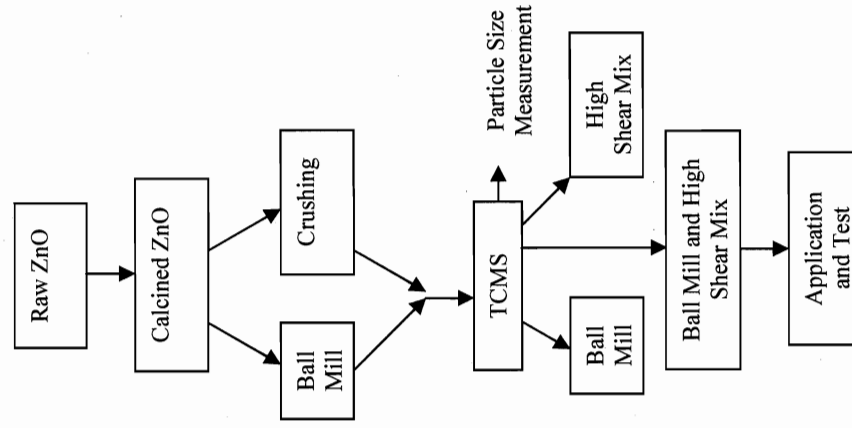 Raw ZnO
Calcined ZnO
Ball
Mill
Crushing
TCMS
Particle Size
Measurement
Ball
Mill
High
Shear Mix
Ball Mill and High
Shear Mix
Application
and Test